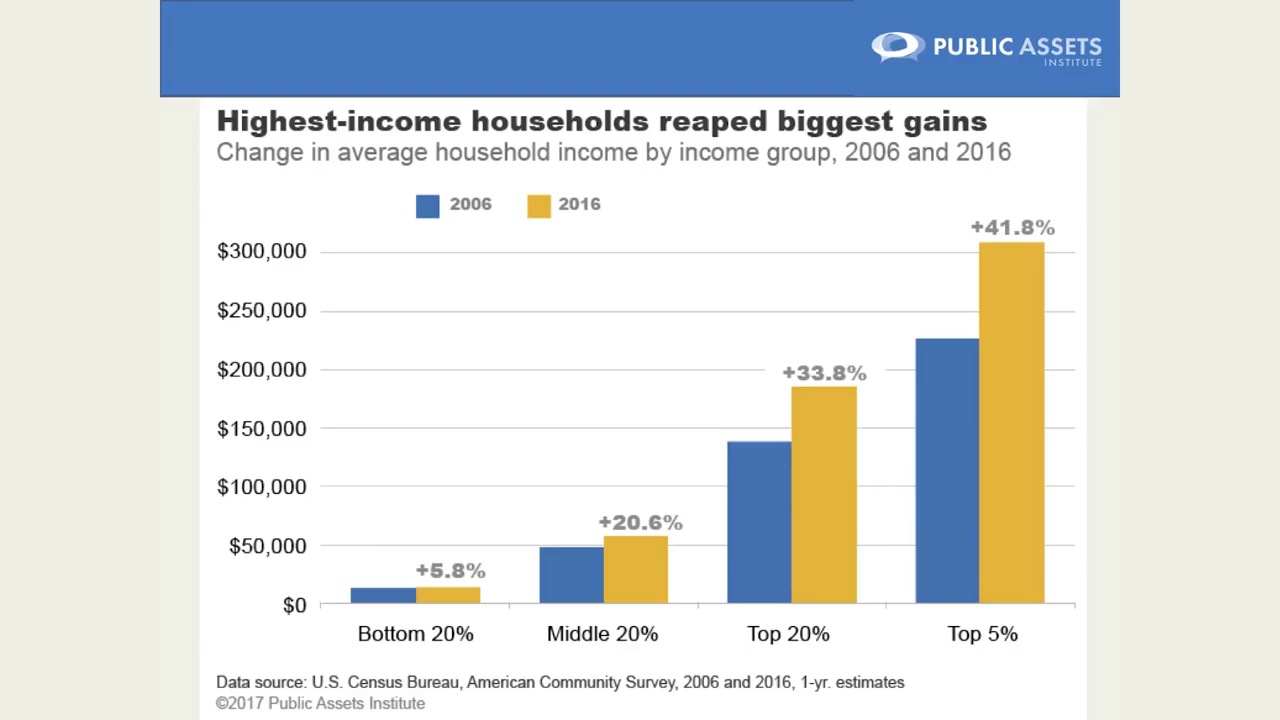 PUBLIC ASSETS
INSTITUTE
Highest-income households reaped biggest gains
Change in average household income by income group, 2006 and 2016
2006 2016
+41.8%
$300,000
$250,000
$200,000
+33.8%
$150,000
$100,000
+20.6%
$50,000
+5.8%
$0
Bottom 20% Middle 20% Top 20% Top 5%
Data source: U.S. Census Bureau, American Community Survey, 2006 and 2016, 1-yr. estimates
©2017 Public Assets Institute